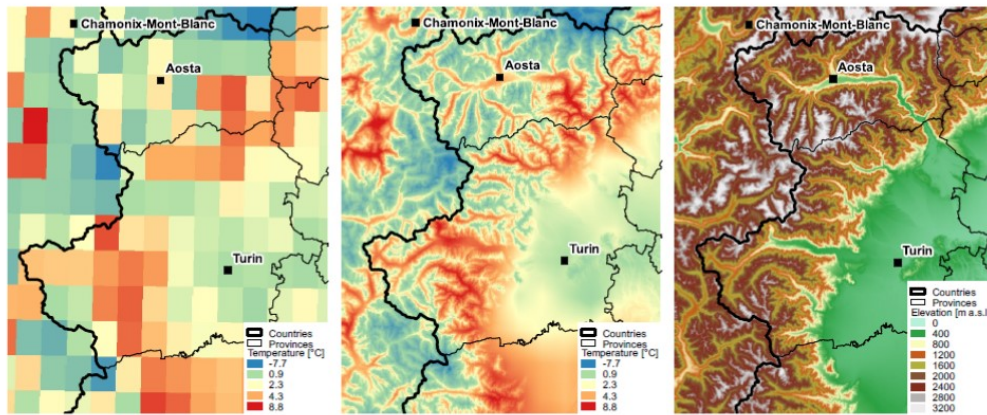 Chamonix-Mont-Blanc
Aosta
Turin
Countries
Provinces
Temperature [°C]
-7.7
0.9
2.3
4.3
8.8
Chamonix-Mont-Blanc
Aosta
Turin
Countries
Provinces
Temperature [°C]
-7.7
0.9
2.3
4.3
8.8
Chamonix-Mont-Blanc
Aosta
Turin
Countries
Provinces
Elevation [m a.s.l
0
400
800
1200
1600
2000
2400
2800
3200